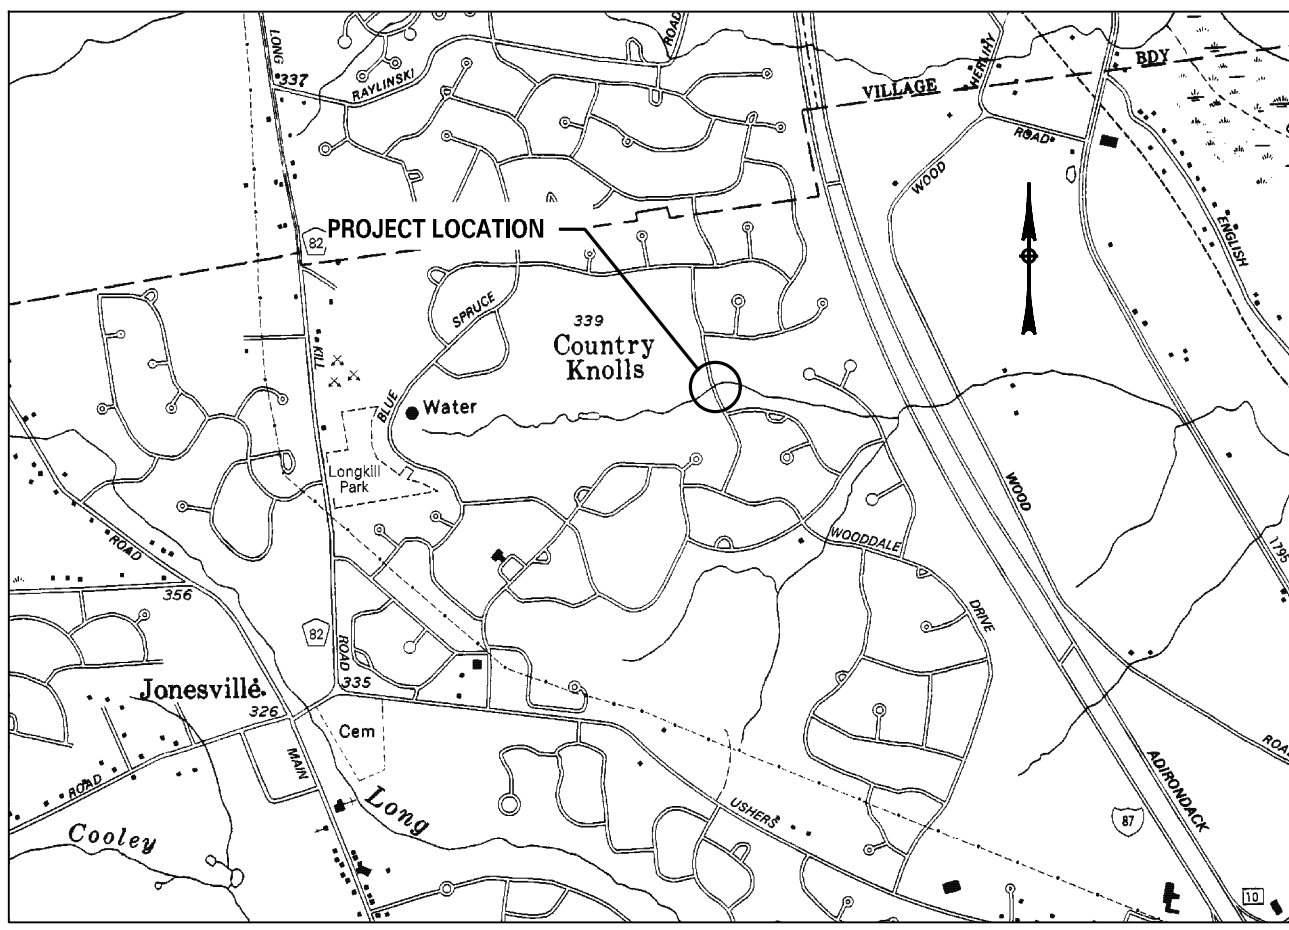 LONG
ROAD
HERLIHY
337
RAYLINSKI
VILLAGE
BDY
ROAD
WOOD
ENGLISH
82
PROJECT LOCATION
SPRUCE
339
Country
Knolls
KILL
BLUE
Water
Longkill
Park
WOOD
ROAD
WOODDALE
1795
356
DRIVE
82
ROAD
335
Jonesville
326
Cem
MAIN
ROAD
ROAD
ADIRONDACK
Long
USHERS
87
Cooley
10